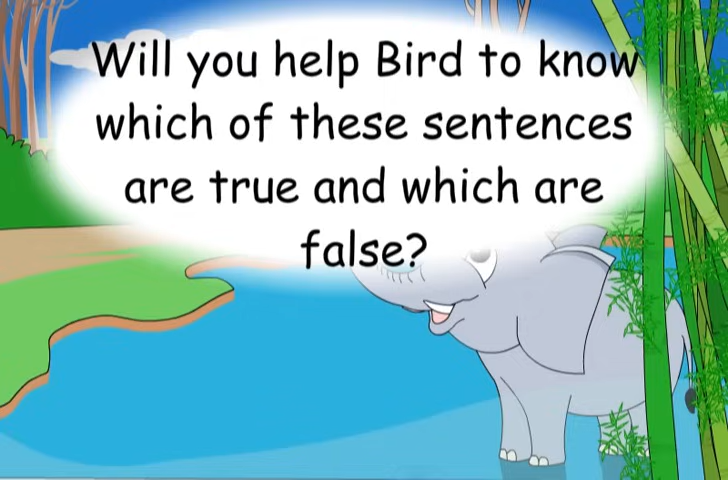 Will you help Bird to know
which of these sentences
are true and which are
false?